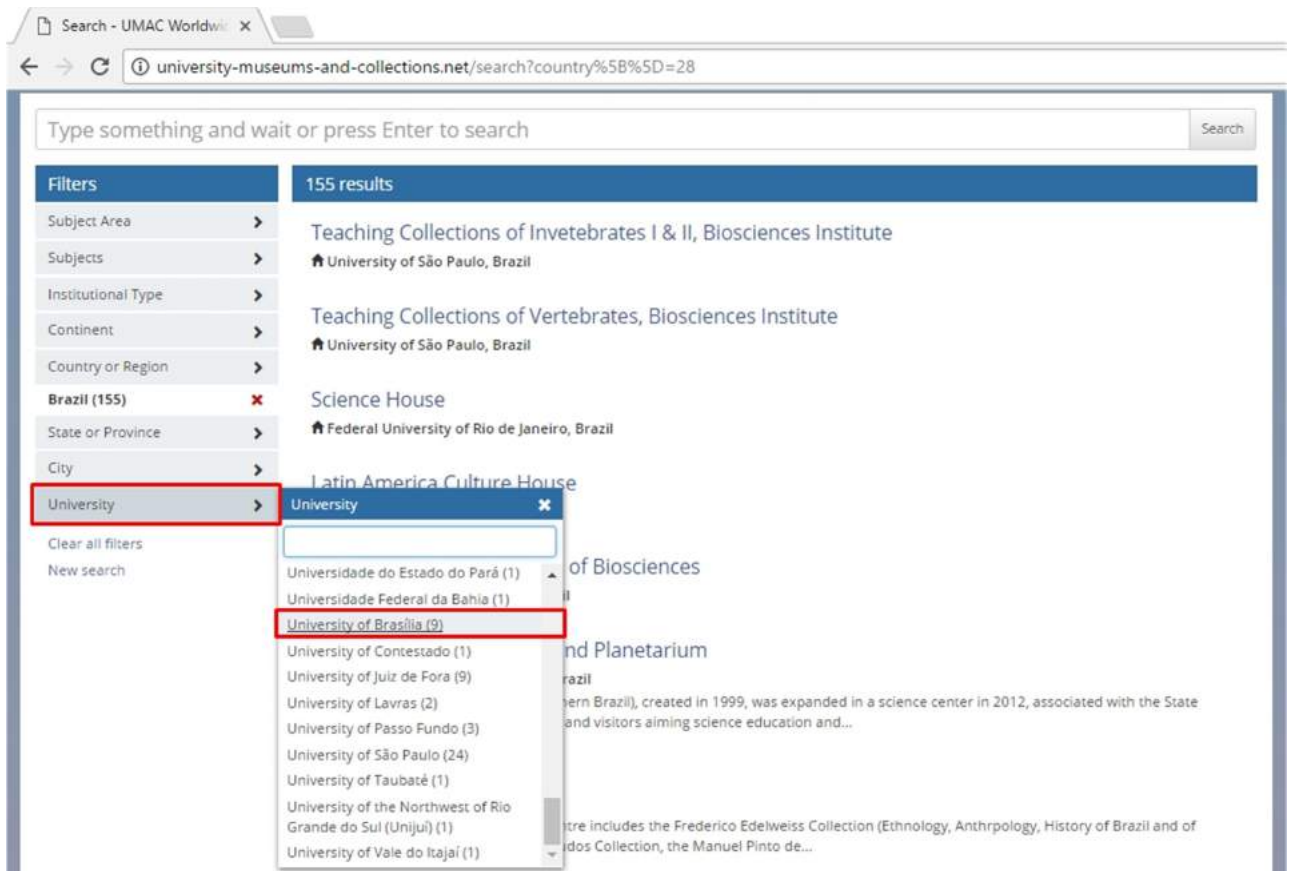 Search - UMAC Worldwi
university-museums-and-collections.net/search?country%5B%5D=28
Type something and wait or press Enter to search
Search
Filters
155 results
Subject Area
Subjects
Institutional Type
Continent
Country or Region
Brazil (155)
State or Province
City
University
Clear all filters
New search
Teaching Collections of Invetebrates I & II, Biosciences Institute
University of São Paulo, Brazil
Teaching Collections of Vertebrates, Biosciences Institute
University of São Paulo, Brazil
Science House
Federal University of Rio de Janeiro, Brazil
Latin America Culture House
of Biosciences
nd Planetarium
razil
hern Brazil), created in 1999, was expanded in a science center in 2012, associated with the State
and visitors aiming science education and...
ntre includes the Frederico Edelweiss Collection (Ethnology, Anthrpology, History of Brazil and of
udos Collection, the Manuel Pinto de...
University
Universidade do Estado do Pará (1)
Universidade Federal da Bahia (1)
University of Brasília (9)
University of Contestado (1)
University of Juiz de Fora (9)
University of Lavras (2)
University of Passo Fundo (3)
University of São Paulo (24)
University of Taubaté (1)
University of the Northwest of Rio
Grande do Sul (Unijuí) (1)
University of Vale do Itajaí (1)